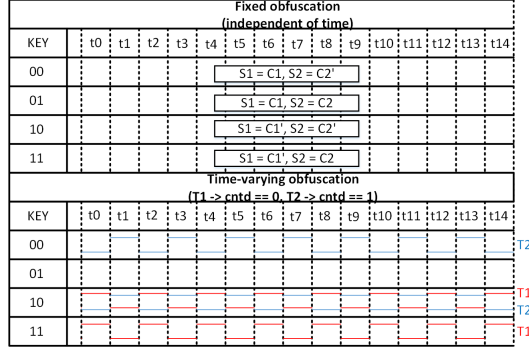 Fixed obfuscation
(independent of time)
KEY t0 t1 t2 t3 t4 t5 t6 t7 t8 t9 t10 t11 t12 t13 t14
00 S1 = C1, S2 = C2'
01 S1 = C1, S2 = C2
10 S1 = C1', S2 = C2'
11 S1 = C1', S2 = C2
Time-varying obfuscation
(T1 -> cntd == 0, T2 -> cntd == 1)
KEY t0 t1 t2 t3 t4 t5 t6 t7 t8 t9 t10 t11 t12 t13 t14
00 T2
01
T1
10
T2
11 T1